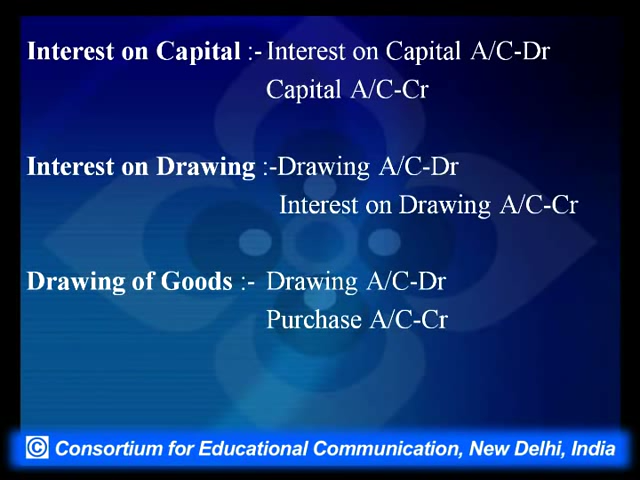 Interest on Capital :- Interest on Capital A/C-Dr
Capital A/C-Cr
Interest on Drawing :-Drawing A/C-Dr
Interest on Drawing A/C-Cr
Drawing of Goods :- Drawing A/C-Dr
Purchase A/C-Cr
© Consortium for Educational Communication, New Delhi, India